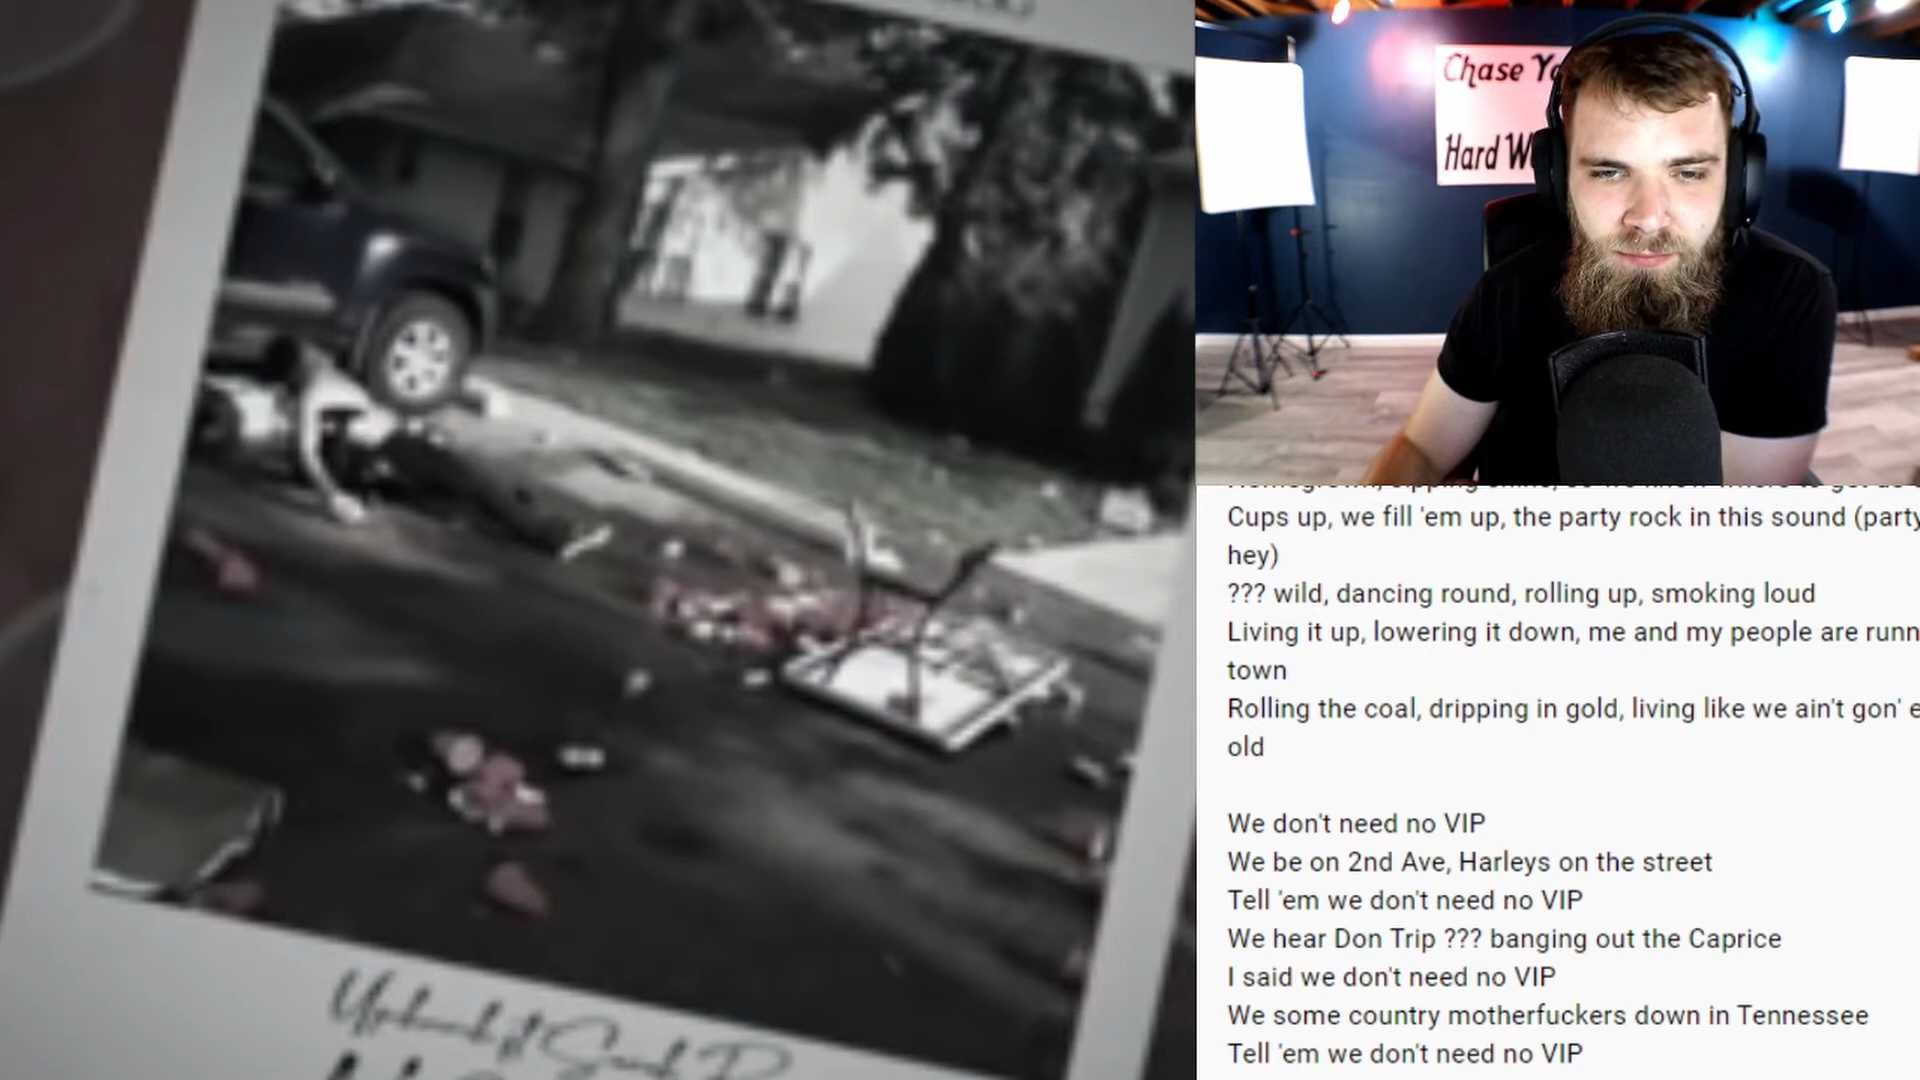 Chase Yo
Hard W
Cups up, we fill 'em up, the party rock in this sound (party
hey)
??? wild, dancing round, rolling up, smoking loud
Living it up, lowering it down, me and my people are runn
town
Rolling the coal, dripping in gold, living like we ain't gon' e
old
We don't need no VIP
We be on 2nd Ave, Harleys on the street
Tell 'em we don't need no VIP
We hear Don Trip ??? banging out the Caprice
I said we don't need no VIP
We some country motherfuckers down in Tennessee
Tell 'em we don't need no VIP